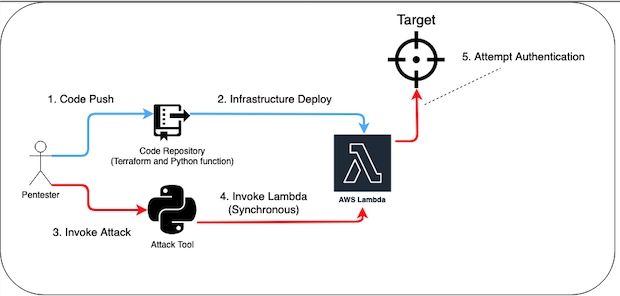 Target
5. Attempt Authentication
1. Code Push
2. Infrastructure Deploy
Code Repository
(Terraform and Python function)
Pentester
AWS Lambda
4. Invoke Lambda
(Synchronous)
3. Invoke Attack
Attack Tool